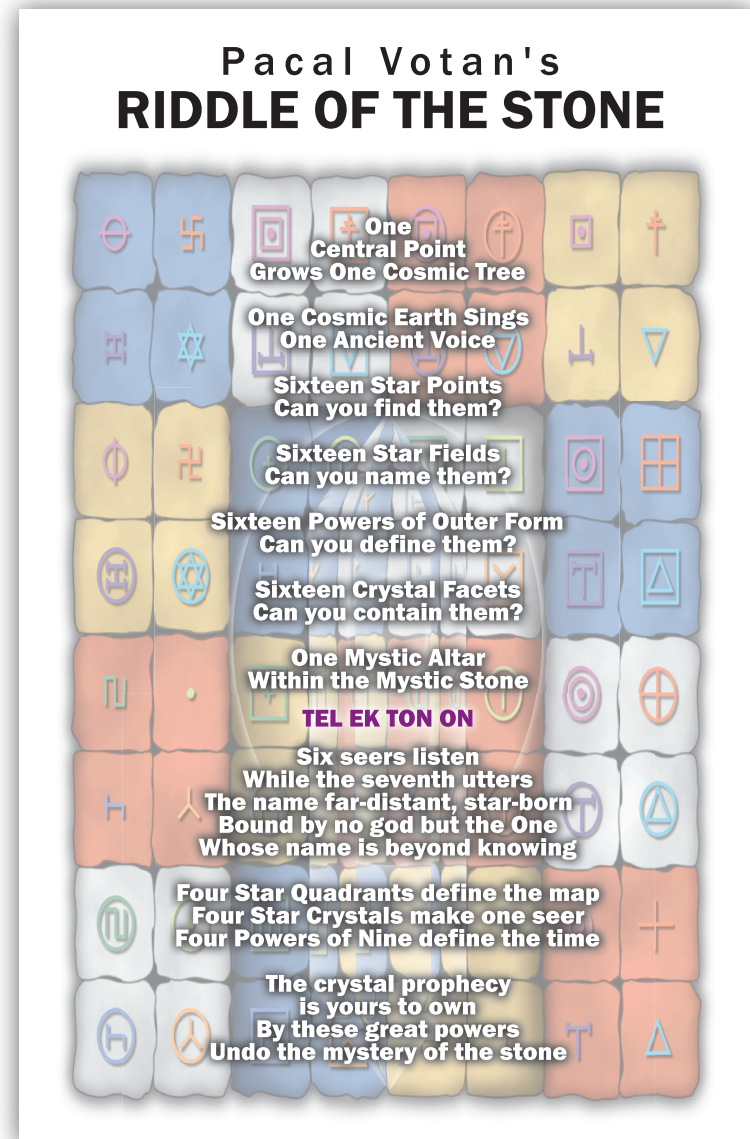 Pacal Votan's
RIDDLE OF THE STONE
One
Central Point
Grows One Cosmic Tree
One Cosmic Earth Sings
One Ancient Voice
Sixteen Star Points
Can you find them?
Sixteen Star Fields
Can you name them?
Sixteen Powers of Outer Form
Can you define them?
Sixteen Crystal Facets
Can you contain them?
One Mystic Altar
Within the Mystic Stone
TEL EK TON ON
Six seers listen
While the seventh utters
The name far-distant, star-born
Bound by no god but the One
Whose name is beyond knowing
Four Star Quadrants define the map
Four Star Crystals make one seer
Four Powers of Nine define the time
The crystal prophecy
is yours to own
By these great powers
Undo the mystery of the stone